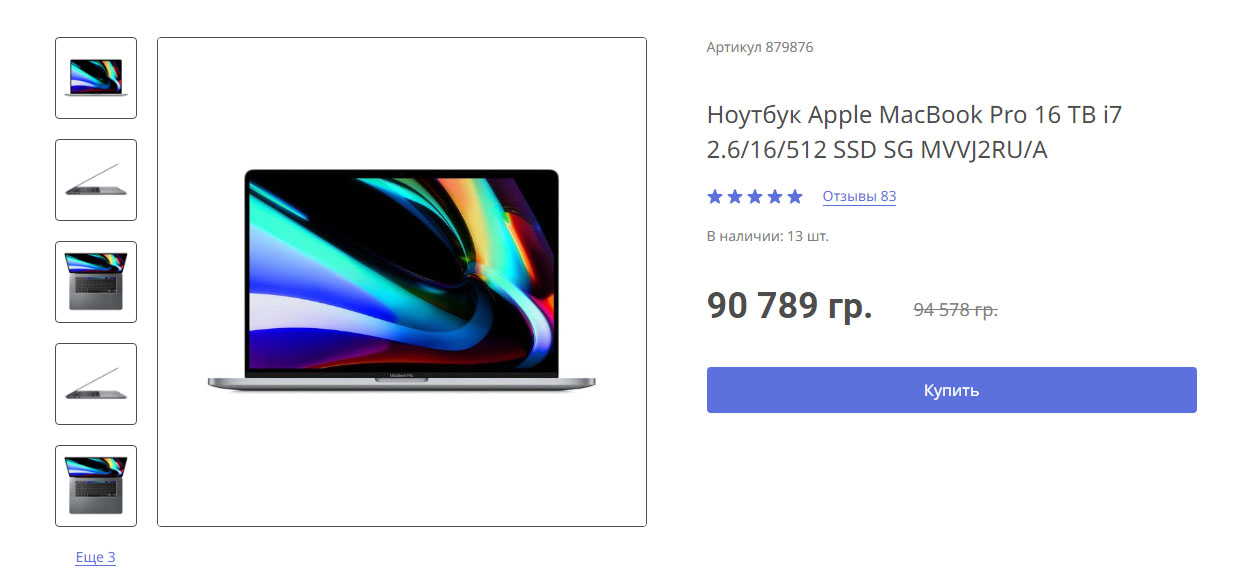 Артикул 879876
Ноутбук Apple MacBook Pro 16 TB i7
2.6/16/512 SSD SG MVVJ2RU/A
Отзывы 83
В наличии: 13 шт.
90 789 гр. 94 578 гр.
Купить
MacBook Pro
Еще 3